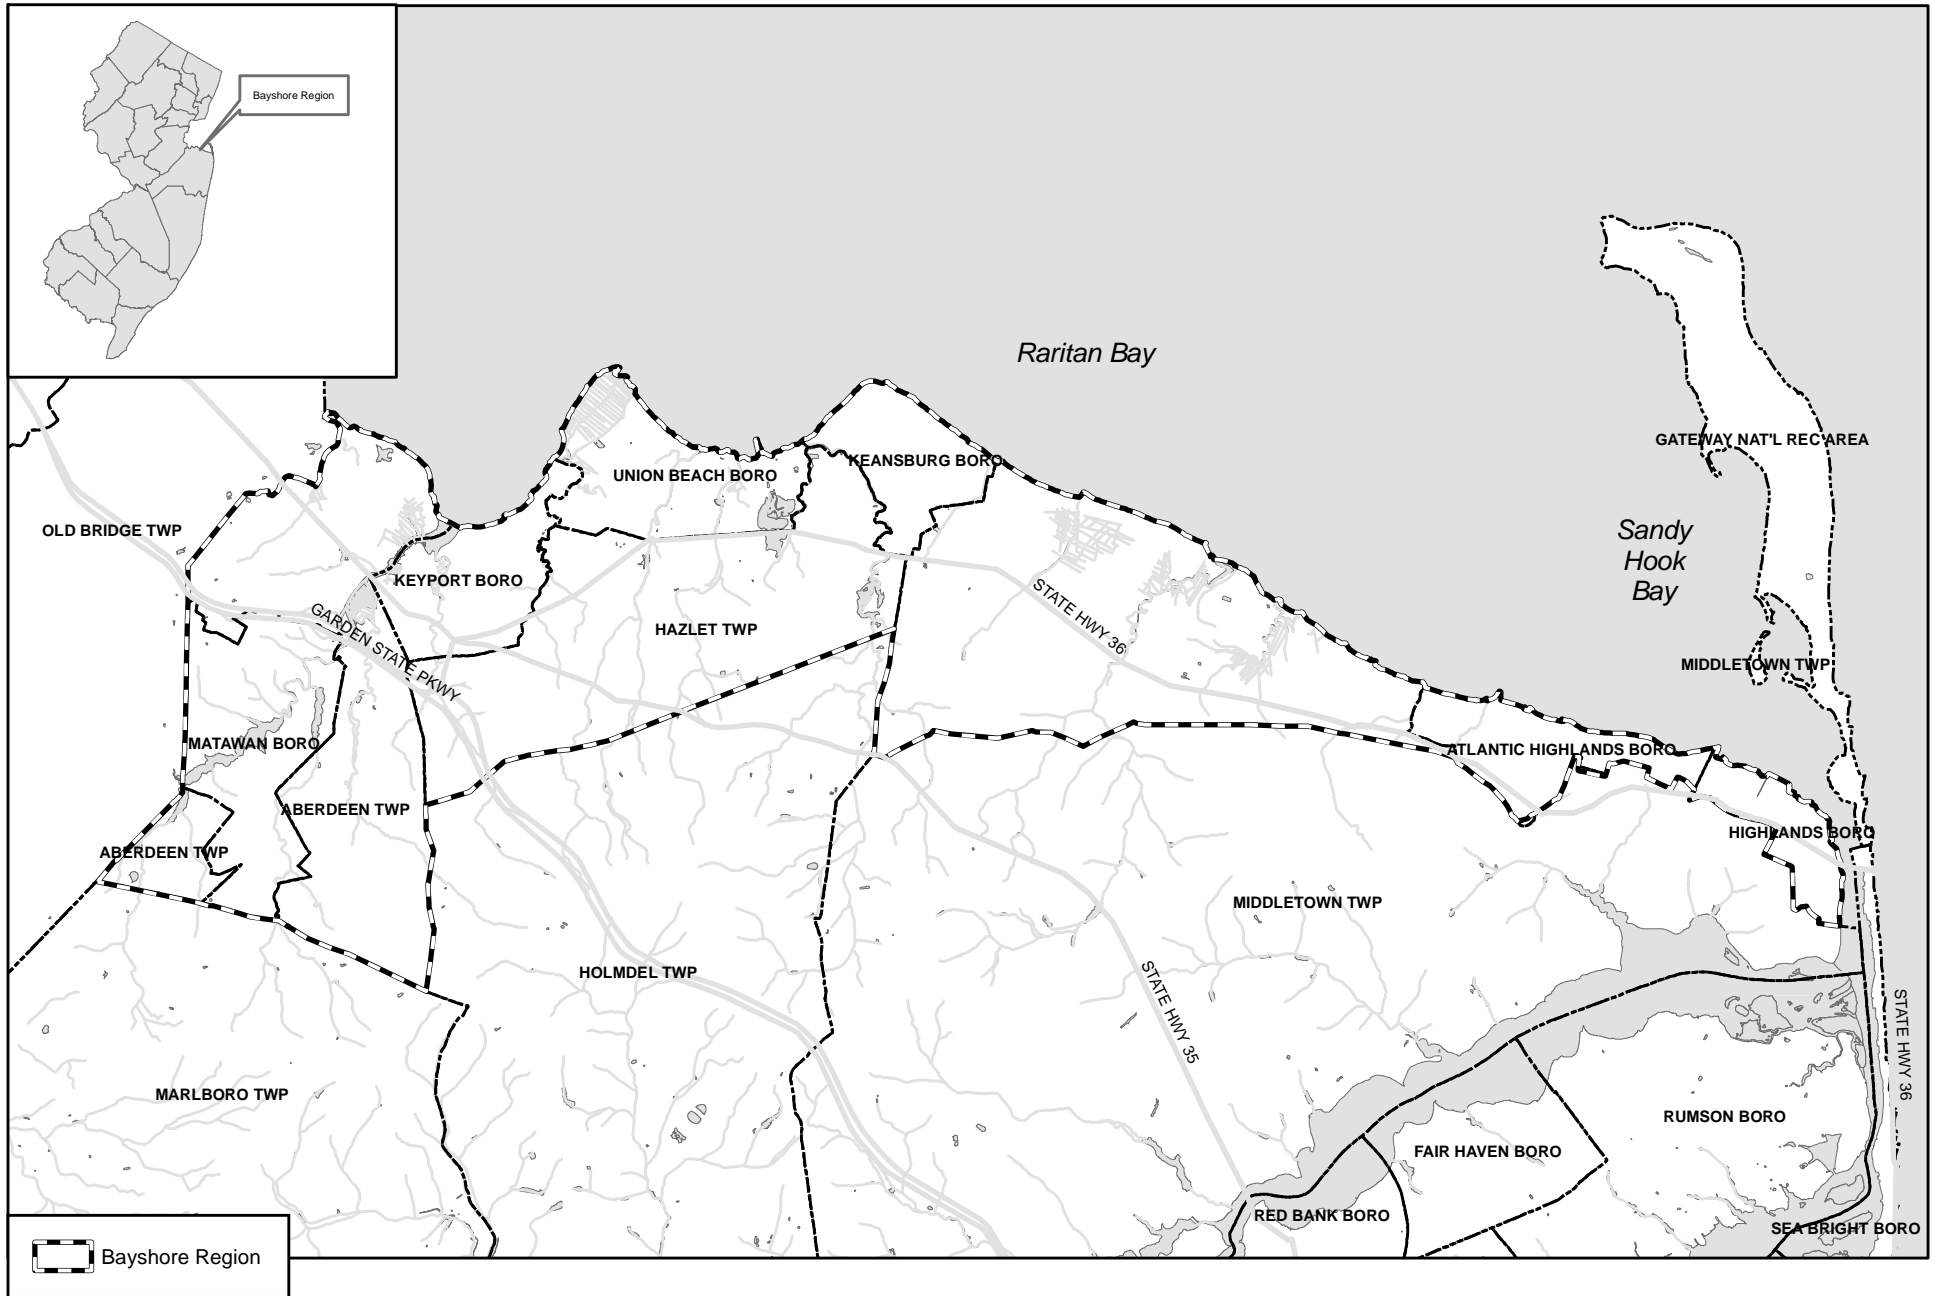 Bayshore Region
Raritan Bay
GATEWAY NAT'L REC AREA
KEANSBURG BORO
UNION BEACH BORO
OLD BRIDGE TWP
Sandy
Hook
Bay
KEYPORT BORO
STATE HWY 36
HAZLET TWP
GARDEN STATE PKWY
MIDDLETOWN TWP
MATAWAN BORO
ATLANTIC HIGHLANDS BORO
ABERDEEN TWP
HIGHLANDS BORO
ABERDEEN TWP
MIDDLETOWN TWP
HOLMDEL TWP
STATE HWY 35
STATE HWY 36
MARLBORO TWP
RUMSON BORO
FAIR HAVEN BORO
RED BANK BORO
SEA BRIGHT BORO
Bayshore Region